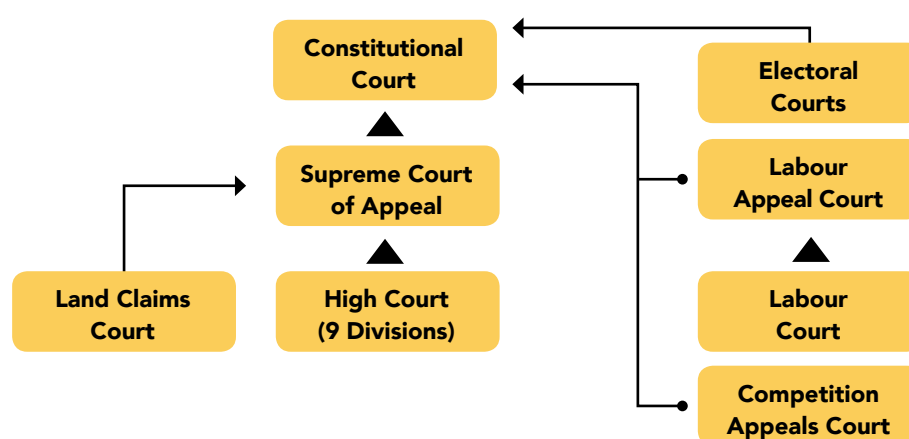 Constitutional
Court
Electoral
Courts
Supreme Court
of Appeal
Labour
Appeal Court
Land Claims
Court
High Court
(9 Divisions)
Labour
Court
Competition
Appeals Court